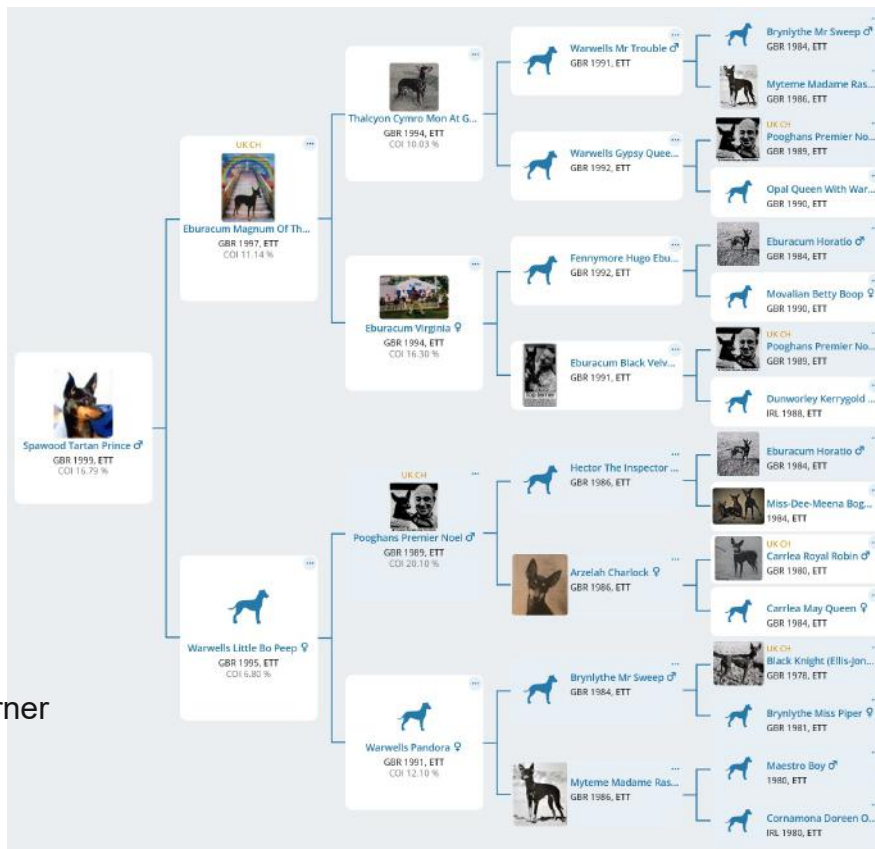 Brynlythe Mr Sweep ♂
GBR 1984, ETT
Warwells Mr Trouble ♂
GBR 1991, ETT
Myteme Madame Ras...
GBR 1986, ETT
Thalcyon Cymro Mon At G...
GBR 1994, ETT
COI 10.03 %
UK CH
Pooghans Premier No...
GBR 1989, ETT
UK CH
Warwells Gypsy Quee...
GBR 1992, ETT
Opal Queen With War...
GBR 1990, ETT
Eburacum Magnum Of Th...
GBR 1997, ETT
COI 11.14 %
Eburacum Horatio ♂
GBR 1984, ETT
Fennymore Hugo Ebu...
GBR 1992, ETT
Movalian Betty Boop ♀
GBR 1990, ETT
Eburacum Virginia ♀
GBR 1994, ETT
COI 16.30 %
UK CH
Pooghans Premier No...
GBR 1989, ETT
Eburacum Black Velv...
GBR 1991, ETT
Dunworley Kerrygold ...
IRL 1988, ETT
Spawood Tartan Prince ♂
GBR 1999, ETT
COI 16.79 %
Eburacum Horatio ♂
GBR 1984, ETT
Hector The Inspector ...
GBR 1986, ETT
UK CH
Miss-Dee-Meena Bog...
1984, ETT
Pooghans Premier Noel ♂
GBR 1989, ETT
COI 20.10 %
UK CH
Carrlea Royal Robin ♂
GBR 1980, ETT
Arzelah Charlock ♀
GBR 1986, ETT
Carrlea May Queen ♀
GBR 1984, ETT
Warwells Little Bo Peep ♀
GBR 1995, ETT
COI 6.80 %
UK CH
Black Knight (Ellis-Jon...
GBR 1978, ETT
Brynlythe Mr Sweep ♂
GBR 1984, ETT
Brynlythe Miss Piper ♀
GBR 1981, ETT
rner
Warwells Pandora ♀
GBR 1991, ETT
COI 12.10 %
Maestro Boy ♂
1980, ETT
Myteme Madame Ras...
GBR 1986, ETT
Cornamona Doreen O...
IRL 1980, ETT